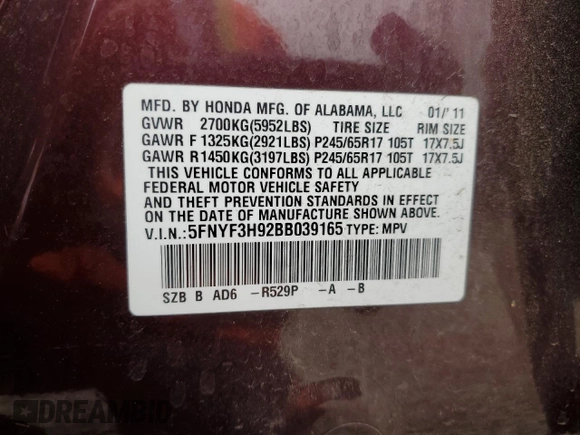 MFD. BY HONDA MFG. OF ALABAMA, LLC 01/'11
GVWR 2700KG(5952LBS) TIRE SIZE RIM SIZE
GAWR F 1325KG(2921LBS) P245/65R17 105T 17X7.5J
GAWR R1450KG(3197LBS) P245/65R17 105T 17X7.5J
THIS VEHICLE CONFORMS TO ALL APPLICABLE
FEDERAL MOTOR VEHICLE SAFETY
AND THEFT PREVENTION STANDARDS IN EFFECT
ON THE DATE OF MANUFACTURE SHOWN ABOVE.
V.I.N.:5FNYF3H92BB039165 TYPE: MPV
SZB B AD6 -R529P -A -B
DREAMBID